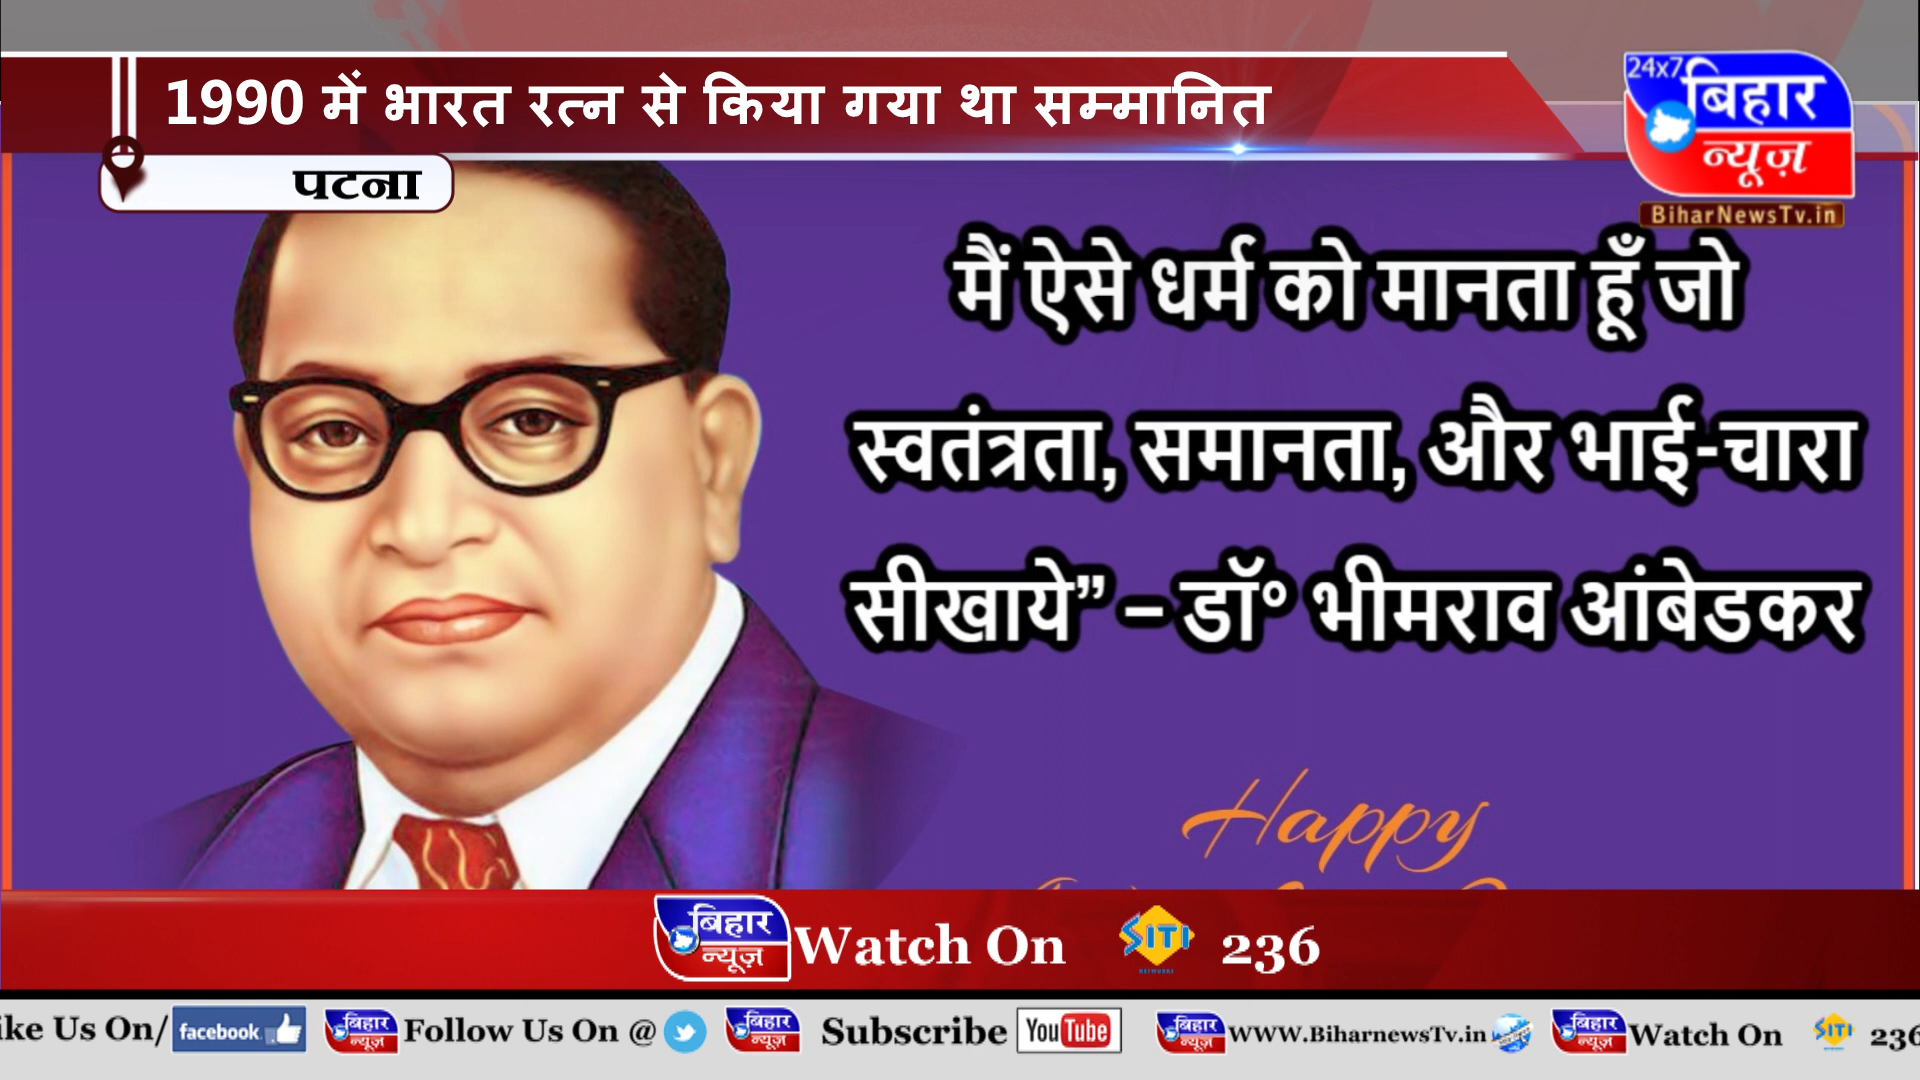 1990 में भारत रत्न से किया गया था सम्मानित
24x7
बिहार
न्यूज़
BiharNewsTv.in
पटना
मैं ऐसे धर्म को मानता हूँ जो
स्वतंत्रता, समानता, और भाई-चारा
सीखाये” – डॉ॰ भीमराव आंबेडकर
Happy
बिहार
न्यूज़
Watch On SITI 236
NETWORKS
ike Us On/ facebook बिहार न्यूज़ Follow Us On @ बिहार न्यूज़ Subscribe YouTube बिहार न्यूज़ www.BiharnewsTv.in बिहार न्यूज़ Watch On SITI 236